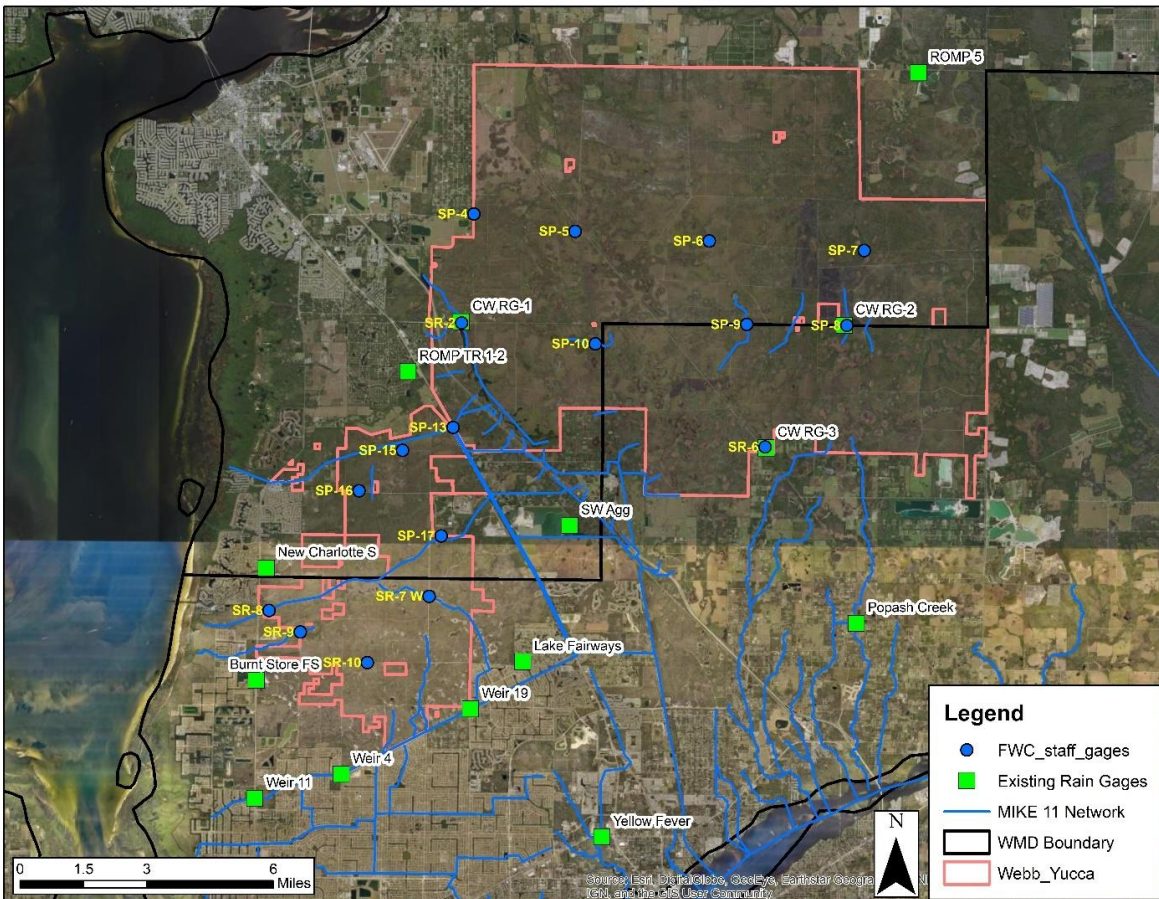 ROMP 5
SP-4
SP-5
SP-6
SP-7
CW RG-1
SR-2
CW RG-2
SP-9
SP-8
SP-10
ROMP TR 1-2
SP-13
SP-15
CW RG-3
SR-6
SP-16
SW Agg
SP-17
New Charlotte S
SR-7 W
SR-8
Popash Creek
SR-9
Lake Fairways
Burnt Store FS
SR-10
Weir 19
Weir 4
Weir 11
Yellow Fever
Legend
FWC_staff_gages
Existing Rain Gages
MIKE 11 Network
WMD Boundary
Webb_Yucca
N
0 1.5 3 6
Miles
Source: Esri, DigitalGlobe, GeoEye, Earthstar
IGN, and the GIS User Community